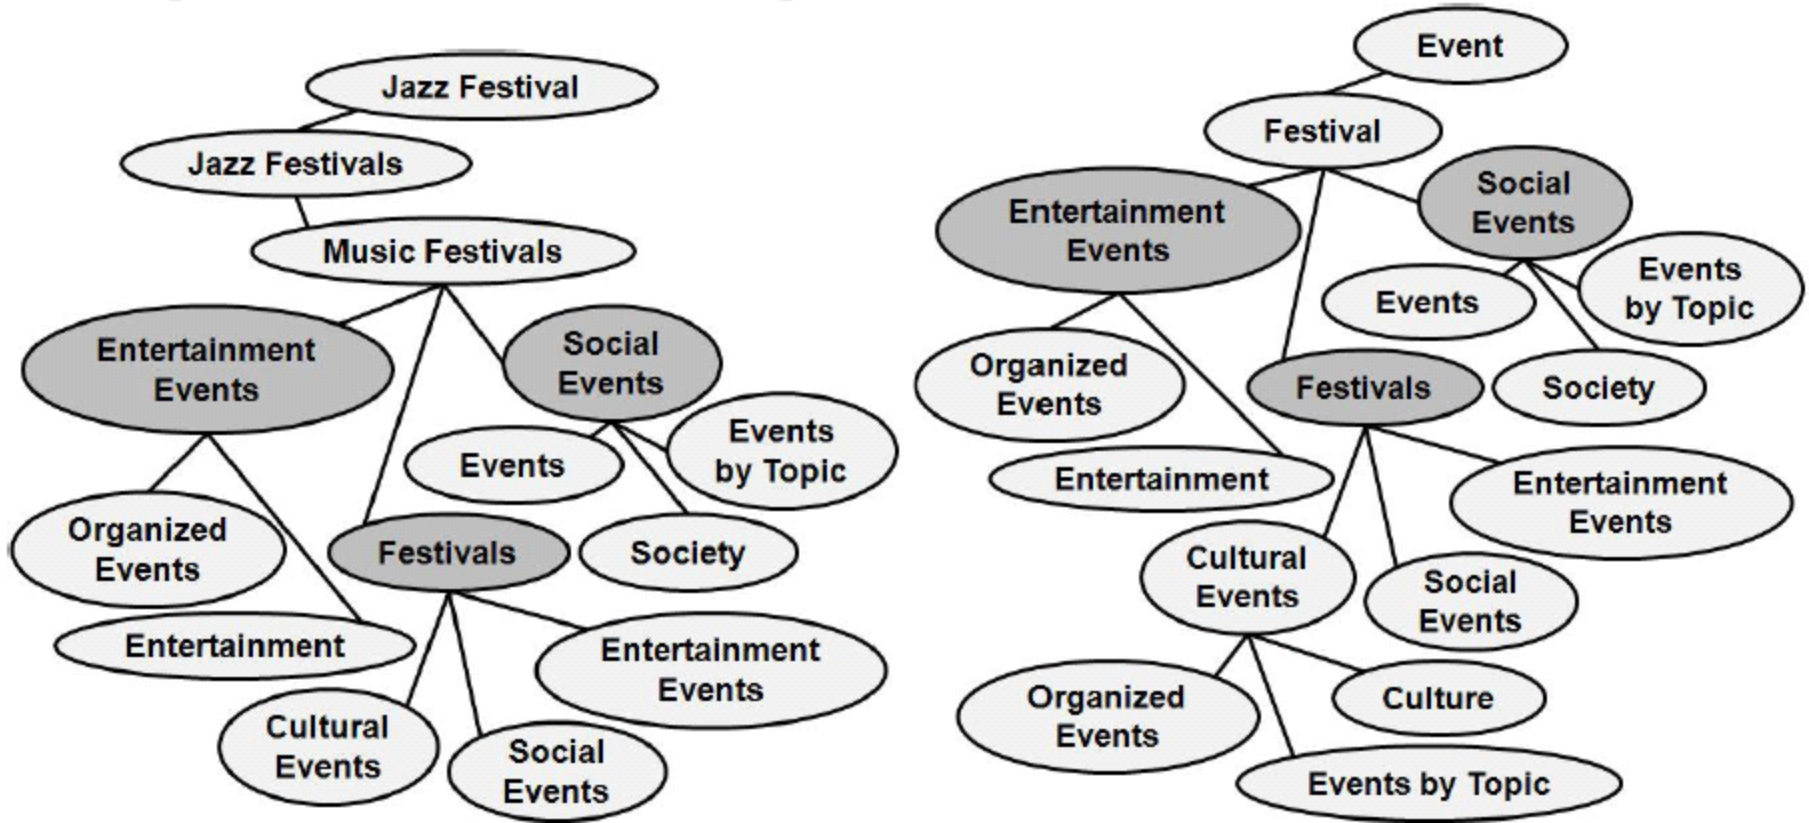 Jazz Festival
Jazz Festivals
Music Festivals
Entertainment
Events
Social
Events
Events
Events
by Topic
Organized
Events
Festivals
Society
Entertainment
Entertainment
Events
Cultural
Events
Social
Events
Event
Festival
Entertainment
Events
Social
Events
Events
Events
by Topic
Organized
Events
Festivals
Society
Entertainment
Entertainment
Events
Cultural
Events
Social
Events
Organized
Events
Culture
Events by Topic